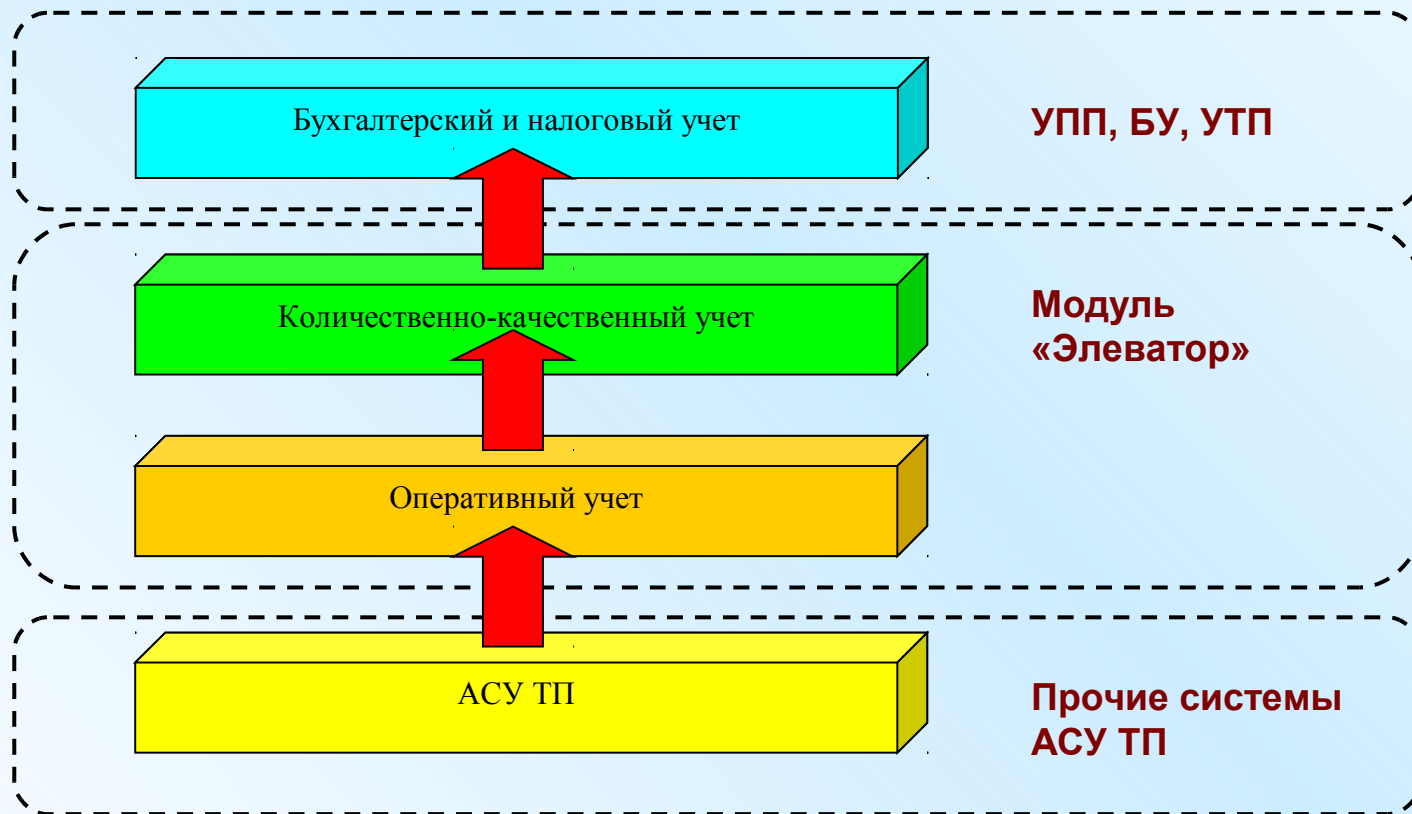 Бухгалтерский и налоговый учет
УПП, БУ, УТП
Количественно-качественный учет
Модуль
«Элеватор»
Оперативный учет
АСУ ТП
Прочие системы
АСУ ТП